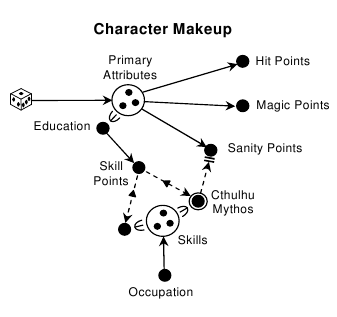 Character Makeup
Primary
Attributes
Hit Points
Magic Points
Education
Sanity Points
Skill
Points
Cthulhu
Mythos
Skills
Occupation